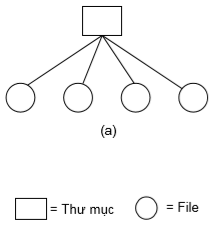 (a)
= Thư mục = File